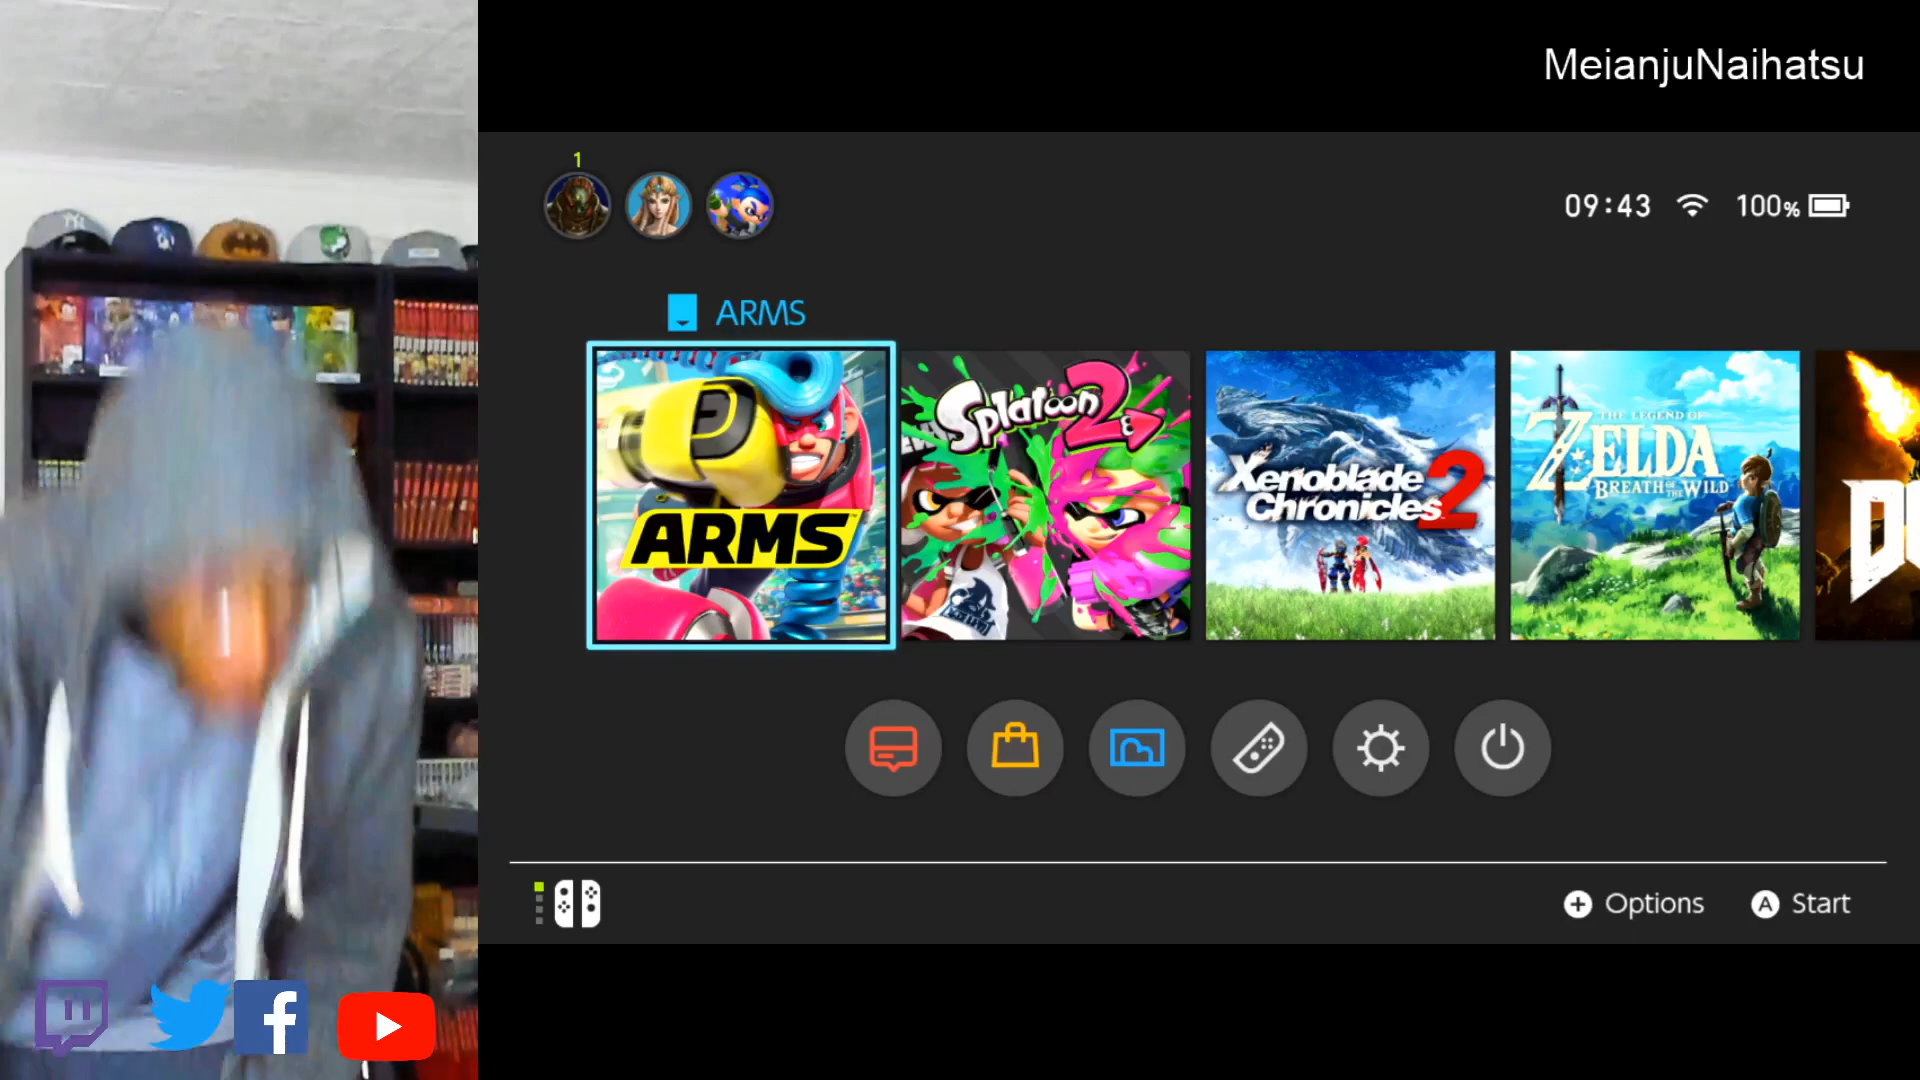 MeianjuNaihatsu
1
09:43 100%
ARMS
ARMS
Splatoon 2
Xenoblade
Chronicles 2
THE LEGEND OF
ZELDA
BREATH OF THE WILD
Options
Start